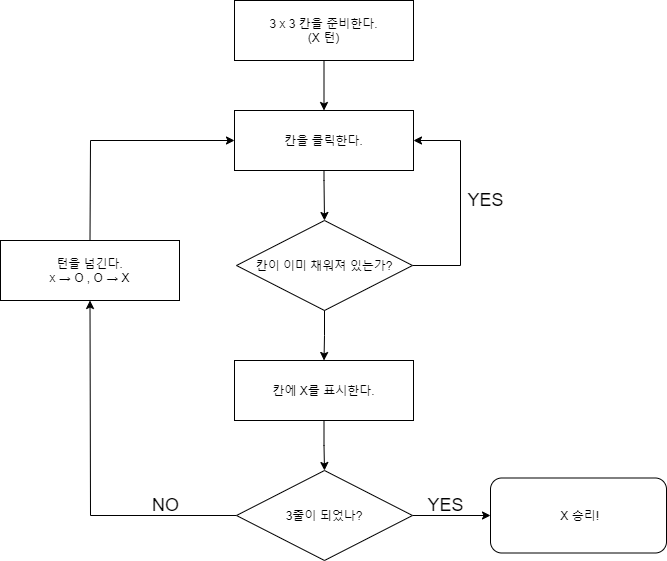 3 x 3 칸을 준비한다.
(X 턴)
칸을 클릭한다.
YES
턴을 넘긴다.
x → O , O → X
칸이 이미 채워져 있는가?
칸에 X를 표시한다.
NO
3줄이 되었나?
YES
X 승리!